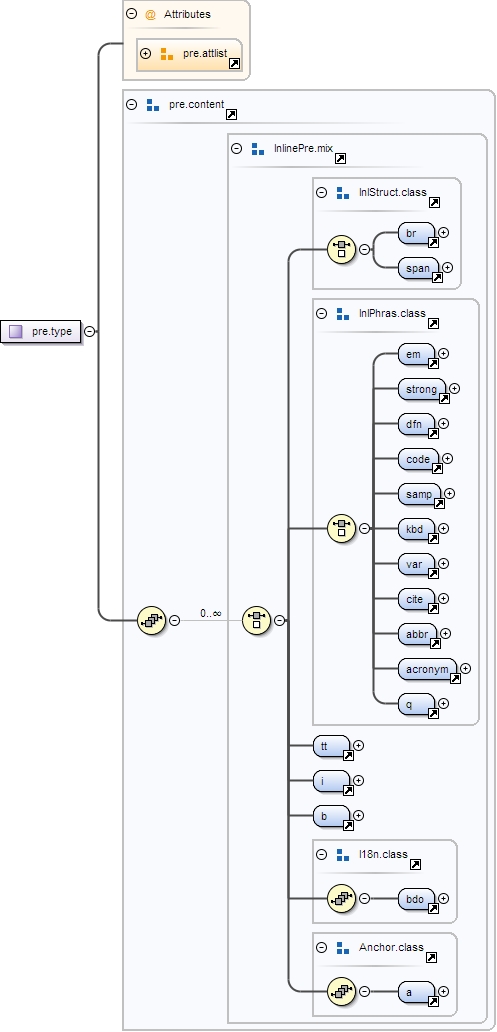 Attributes
pre.attlist
pre.content
InlinePre.mix
InlStruct.class
br
span
pre.type
InlPhras.class
em
strong
dfn
code
samp
kbd
var
cite
0..∞
abbr
acronym
q
tt
i
b
I18n.class
bdo
Anchor.class
a